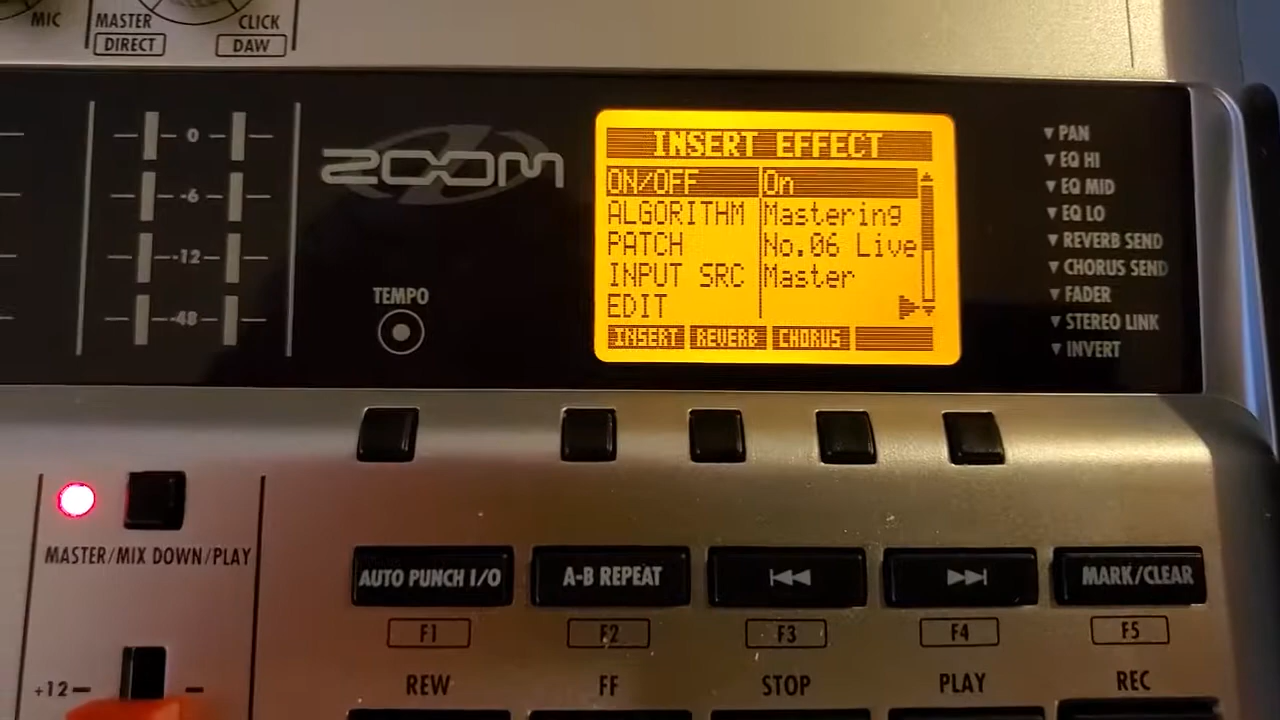 MIC
MASTER
CLICK
DIRECT
DAW
0
-6
-12
-48
ZOOM
TEMPO
INSERT EFFECT
ON/OFF On
ALGORITHM Mastering
PATCH No.06 Live
INPUT SRC Master
EDIT
INSERT REVERB CHORUS
PAN
EQ HI
EQ MID
EQ LO
REVERB SEND
CHORUS SEND
FADER
STEREO LINK
INVERT
MASTER/MIX DOWN/PLAY
+12
AUTO PUNCH I/O
A-B REPEAT
MARK/CLEAR
F1 F2 F3 F4 F5
REW FF STOP PLAY REC